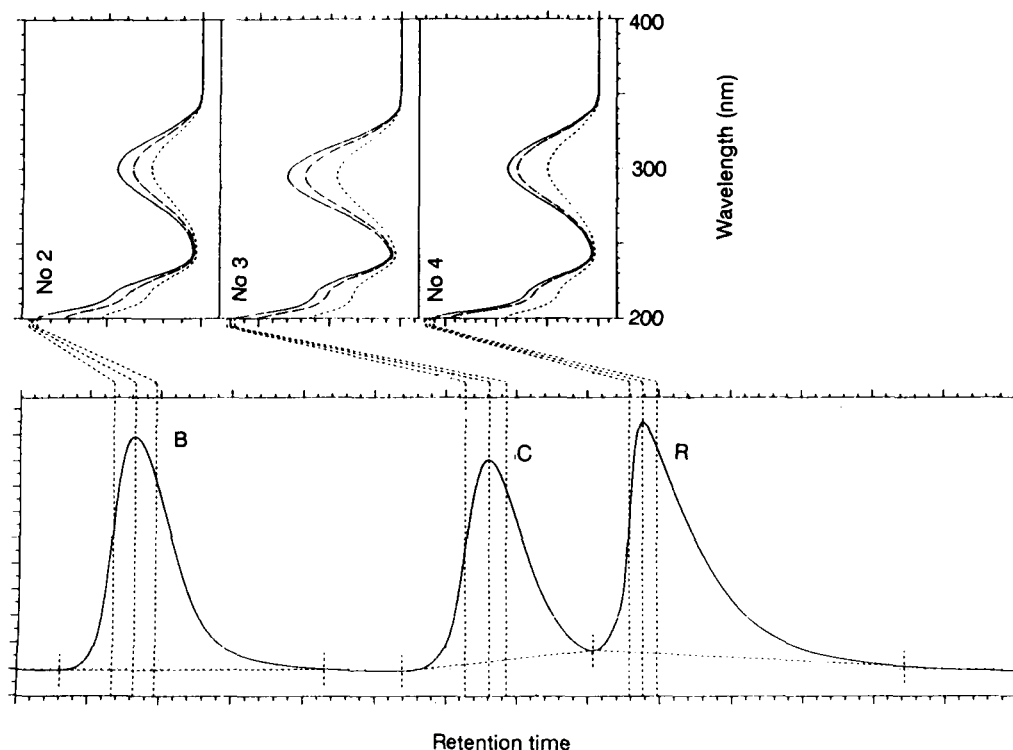 400
300
200
Wavelength (nm)
No 2
No 3
No 4
B
C
R
Retention time